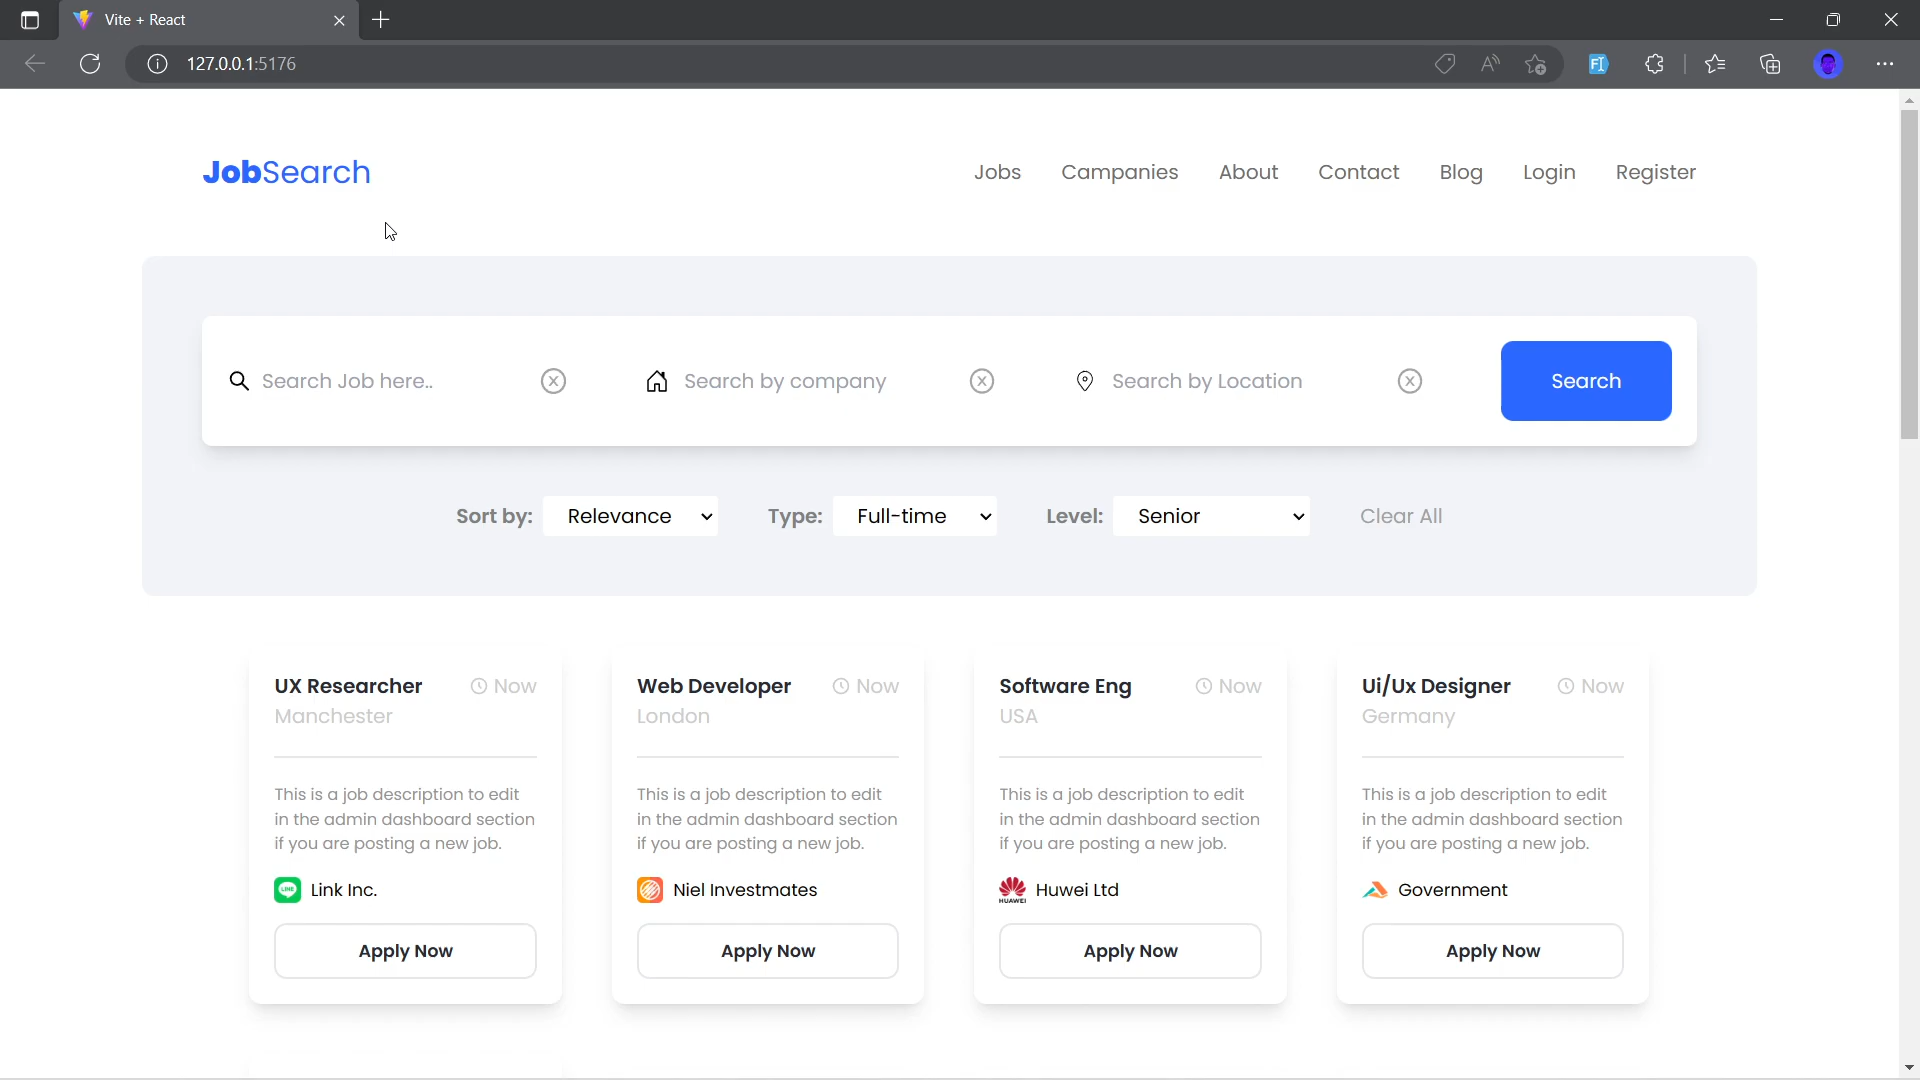 Vite + React
127.0.0.1:5176
JobSearch
Jobs Campanies About Contact Blog Login Register
Search Job here.. Search by company Search by Location Search
Sort by: Relevance Type: Full-time Level: Senior Clear All
UX Researcher Now
Manchester
This is a job description to edit
in the admin dashboard section
if you are posting a new job.
LINE Link Inc.
Apply Now
Web Developer Now
London
This is a job description to edit
in the admin dashboard section
if you are posting a new job.
Niel Investmates
Apply Now
Software Eng Now
USA
This is a job description to edit
in the admin dashboard section
if you are posting a new job.
HUAWEI Huwei Ltd
Apply Now
Ui/Ux Designer Now
Germany
This is a job description to edit
in the admin dashboard section
if you are posting a new job.
Government
Apply Now